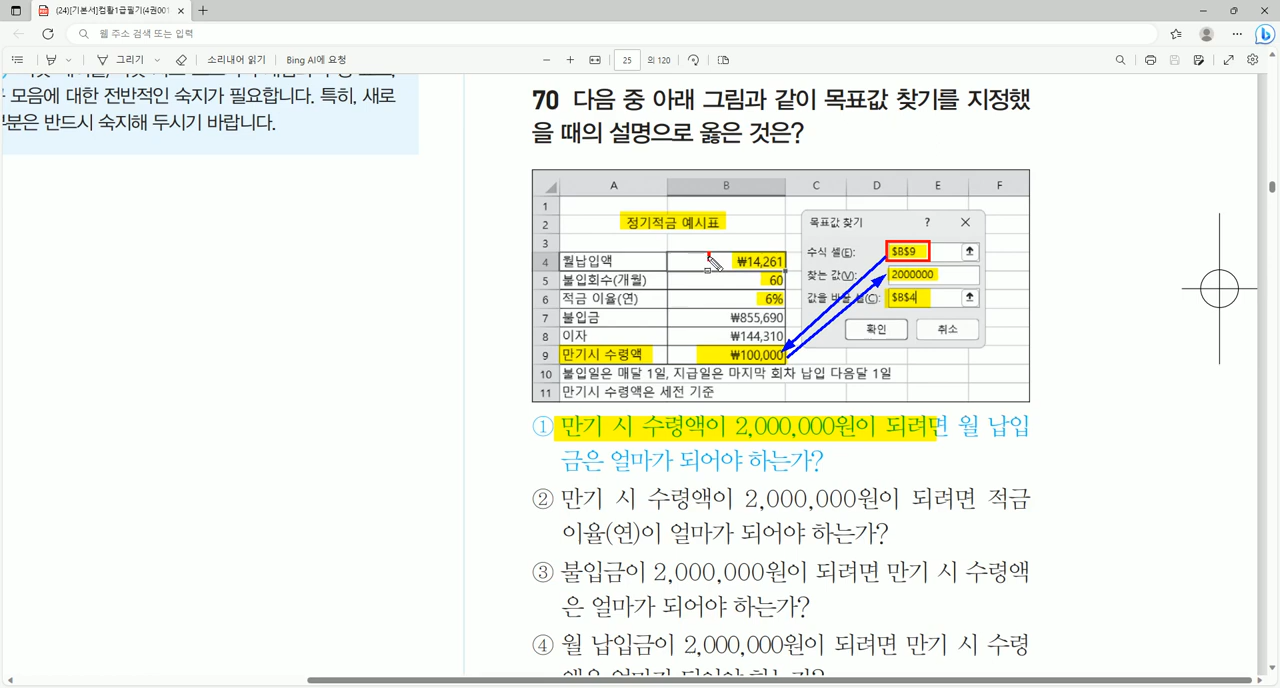 (24)[기본서]컴활1급필기(4권001
웹 주소 검색 또는 입력
그리기
소리내어 읽기
Bing AI에 요청
25
의 120
모음에 대한 전반적인 숙지가 필요합니다. 특히, 새로
분은 반드시 숙지해 두시기 바랍니다.
70 다음 중 아래 그림과 같이 목표값 찾기를 지정했
을 때의 설명으로 옳은 것은?
A B C D E F
1
2 정기적금 예시표
3
4 월납입액 ₩14,261
5 불입회수(개월) 60
6 적금 이율(연) 6%
7 불입금 ₩855,690
8 이자 ₩144,310
9 만기시 수령액 ₩100,000
10 불입일은 매달 1일, 지급일은 마지막 회차 납입 다음달 1일
11 만기시 수령액은 세전 기준
목표값 찾기 ?
수식 셀(E): $B$9
찾는 값(V): 2000000
값을 바꿀 셀(C): $B$4
확인 취소
① 만기 시 수령액이 2,000,000원이 되려면 월 납입
금은 얼마가 되어야 하는가?
② 만기 시 수령액이 2,000,000원이 되려면 적금
이율(연)이 얼마가 되어야 하는가?
③ 불입금이 2,000,000원이 되려면 만기 시 수령액
은 얼마가 되어야 하는가?
④ 월 납입금이 2,000,000원이 되려면 만기 시 수령